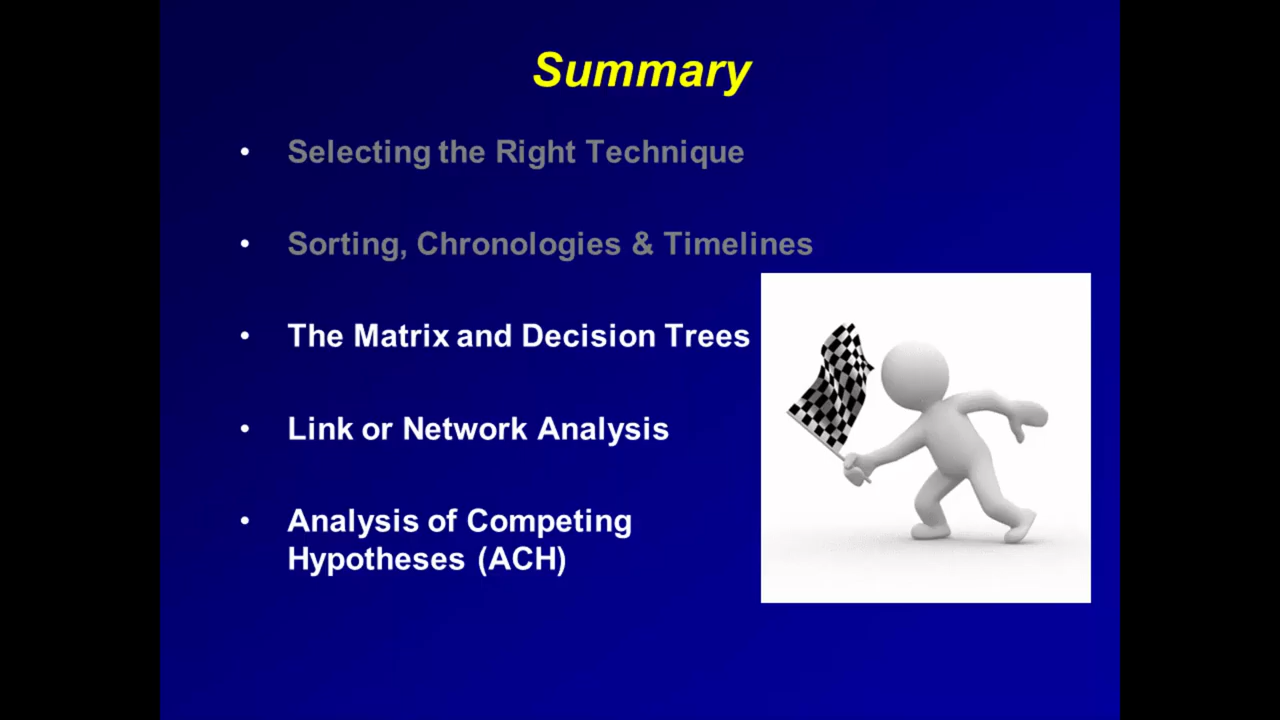 Summary
• Selecting the Right Technique
• Sorting, Chronologies & Timelines
• The Matrix and Decision Trees
• Link or Network Analysis
• Analysis of Competing
Hypotheses (ACH)